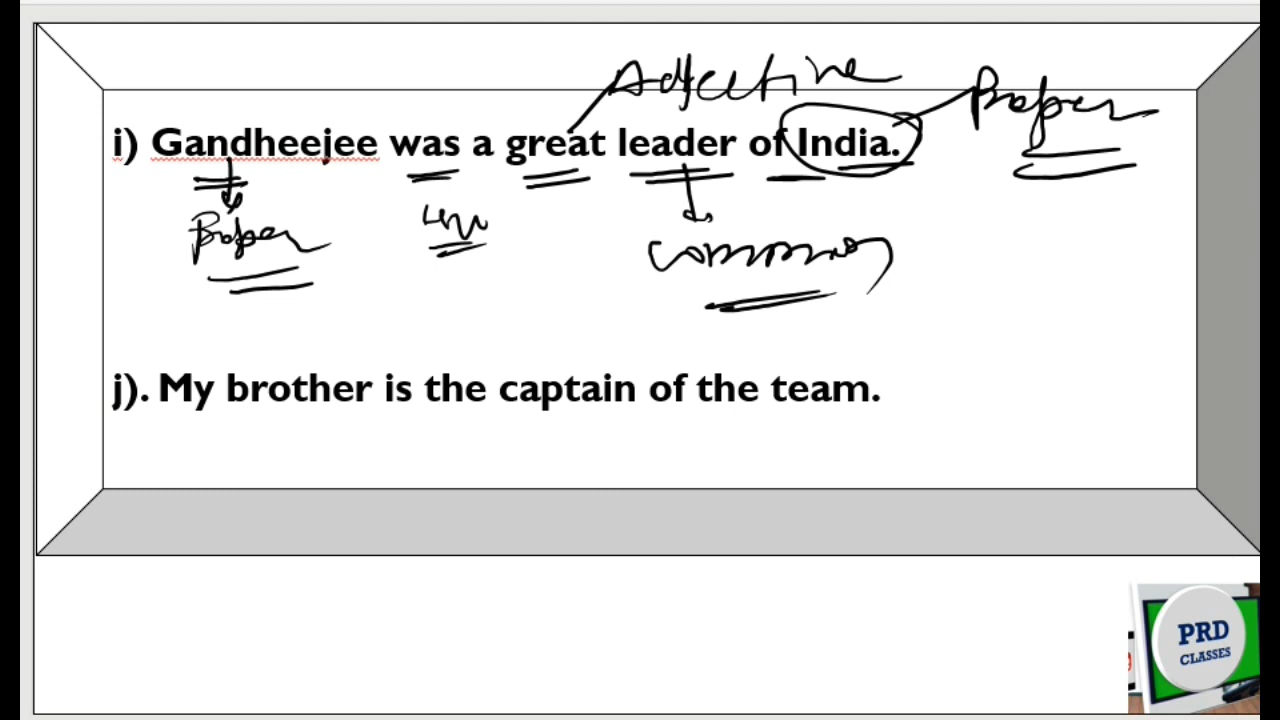 Adjective
Proper
i) Gandheejee was a great leader of India.
Proper
common
j). My brother is the captain of the team.
PRD
CLASSES